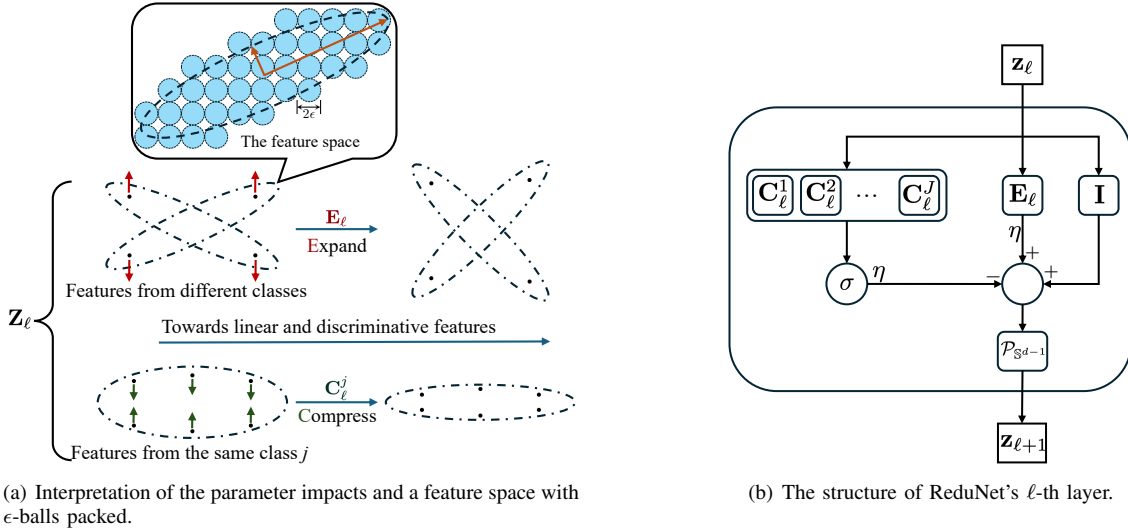 2ϵ
The feature space
E_ℓ
Expand
Features from different classes
Z_ℓ
Towards linear and discriminative features
C_ℓ^j
Compress
Features from the same class j
(a) Interpretation of the parameter impacts and a feature space with
ϵ-balls packed.
z_ℓ
C_ℓ^1 C_ℓ^2 ⋯ C_ℓ^J E_ℓ I
η
+
σ η − +
P_{S^{d−1}}
z_{ℓ+1}
(b) The structure of ReduNet's ℓ-th layer.